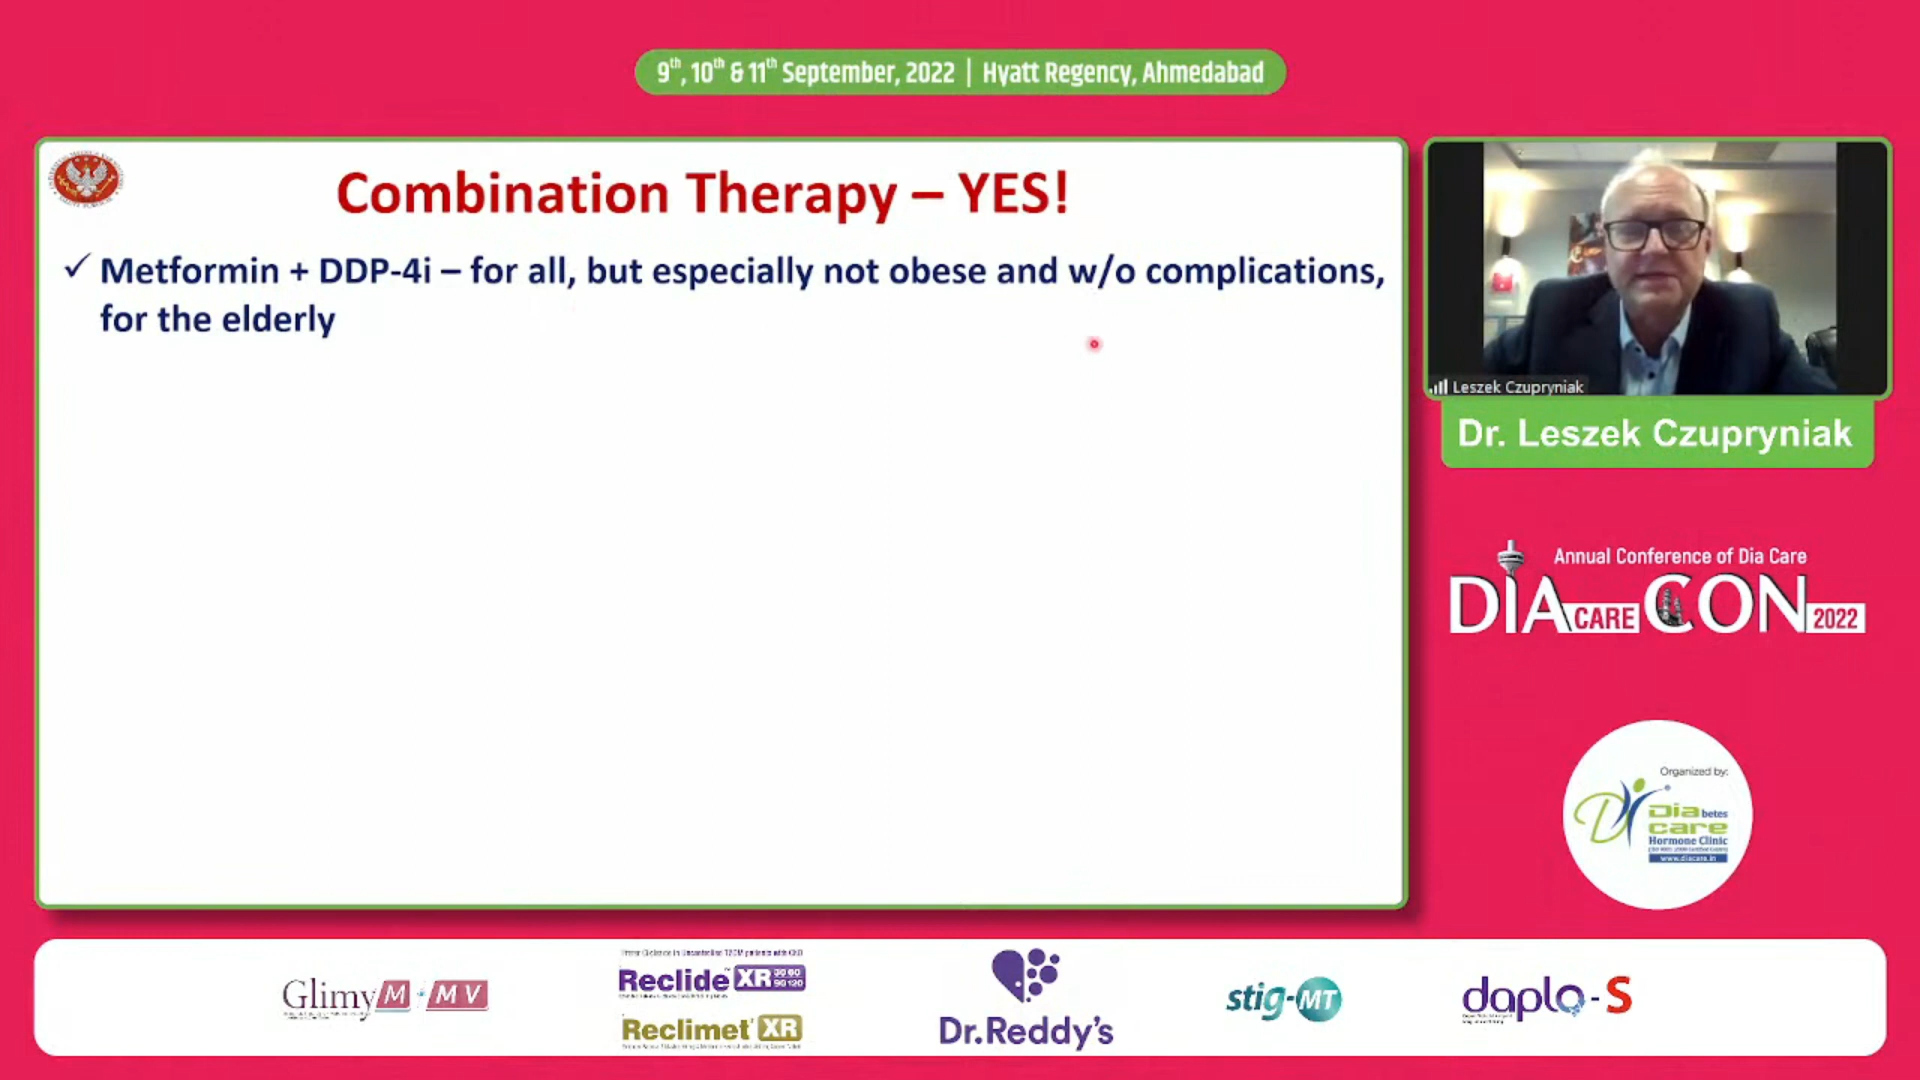 9th, 10th & 11th September, 2022 | Hyatt Regency, Ahmedabad
Combination Therapy – YES!
✓ Metformin + DDP-4i – for all, but especially not obese and w/o complications,
for the elderly
Leszek Czupryniak
Dr. Leszek Czupryniak
Annual Conference of Dia Care
DIA CARE CON 2022
Organized by:
Diabetes
care
Hormone Clinic
www.diacare.in
Glimy M - MV
Reclide XR 30 60 90 120
Reclimet XR
Dr.Reddy's
stig-MT
daplo-S